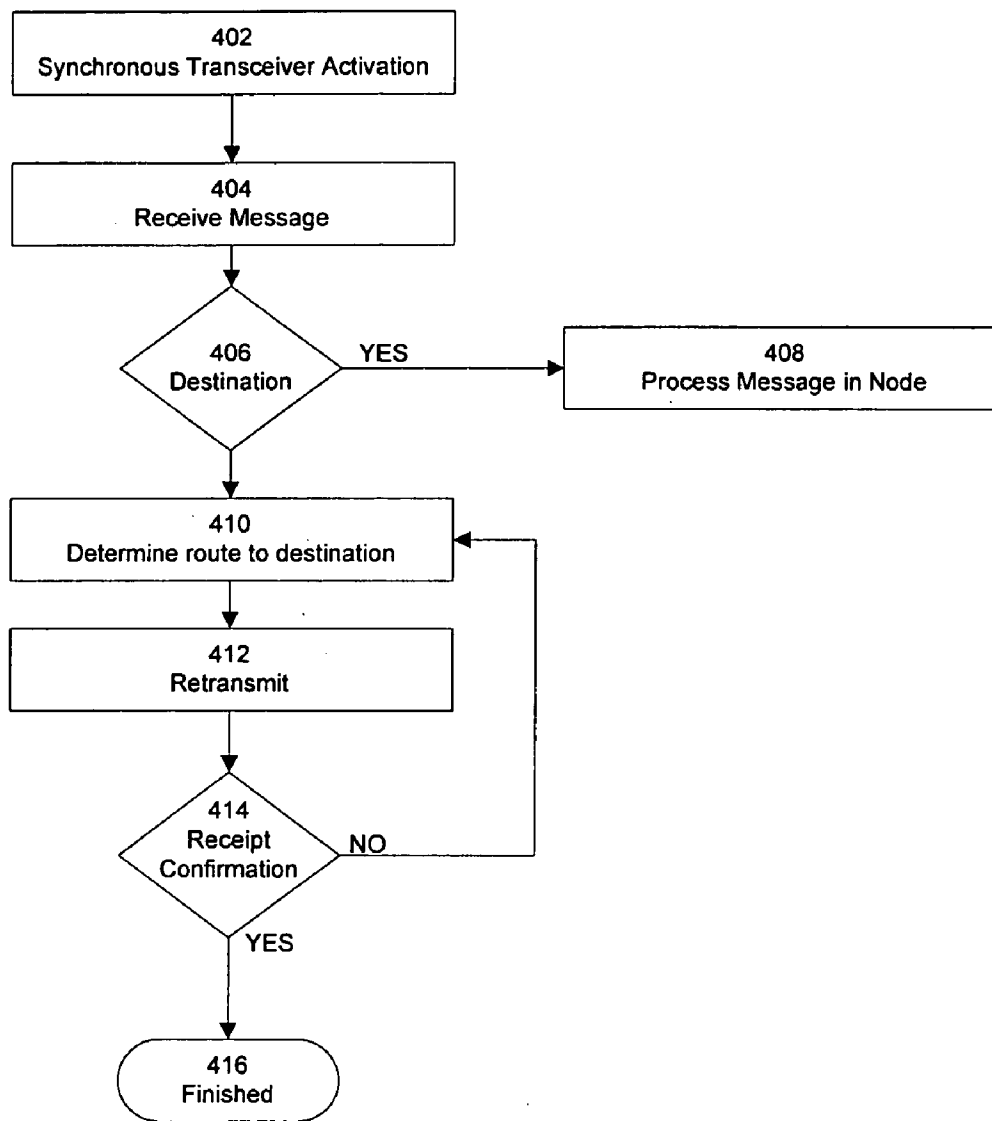 402
Synchronous Transceiver Activation
404
Receive Message
406
Destination
YES
408
Process Message in Node
410
Determine route to destination
412
Retransmit
414
Receipt
Confirmation
NO
YES
416
Finished